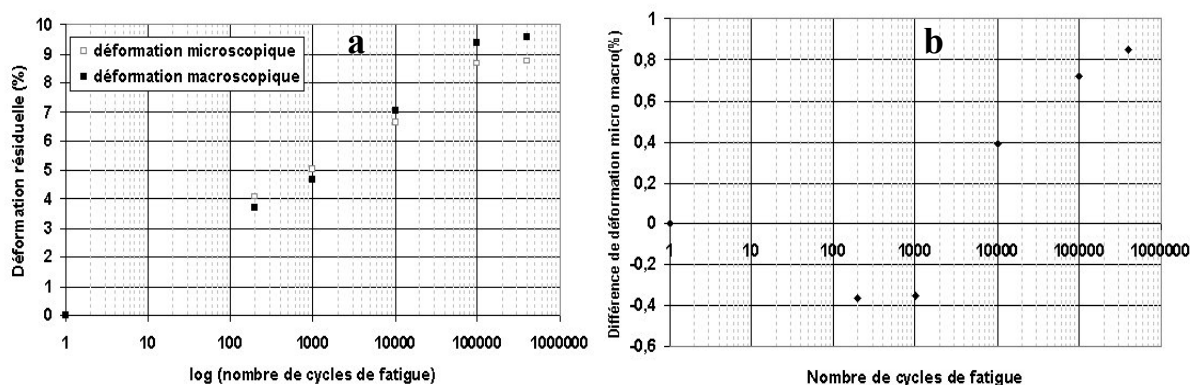 a
déformation microscopique
déformation macroscopique
Déformation résiduelle (%)
10
9
8
7
6
5
4
3
2
1
0
1 10 100 1000 10000 100000 1000000
log (nombre de cycles de fatigue)
b
Différence de déformation micro macro(%)
1
0,8
0,6
0,4
0,2
0
-0,2
-0,4
-0,6
1 10 100 1000 10000 100000 1000000
Nombre de cycles de fatigue